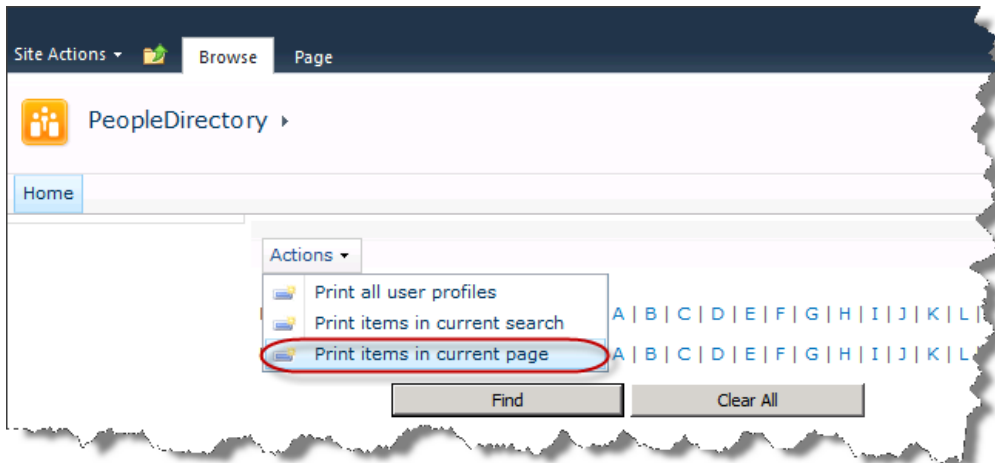 Site Actions Browse Page
PeopleDirectory
Home
Actions
Print all user profiles
Print items in current search A | B | C | D | E | F | G | H | I | J | K | L |
Print items in current page A | B | C | D | E | F | G | H | I | J | K | L
Find Clear All